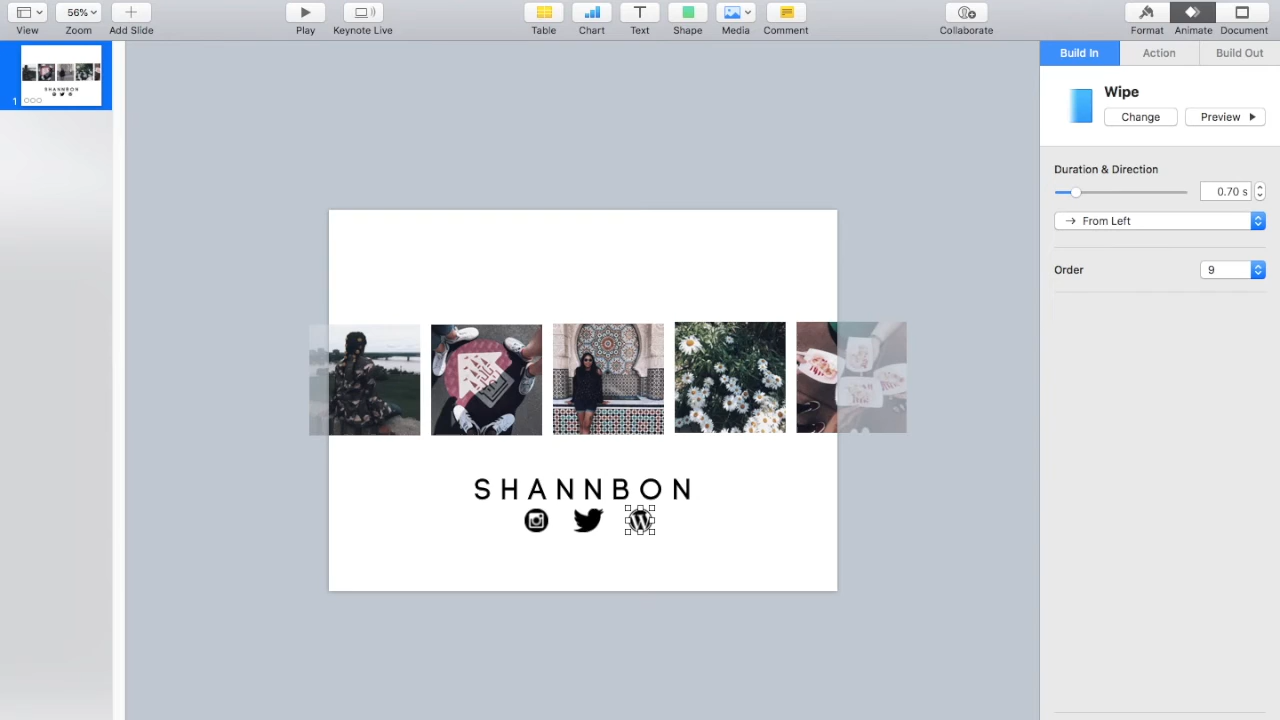 View
56%
Zoom
Add Slide
Play
Keynote Live
Table
Chart
T
Text
Shape
Media
Comment
Collaborate
Format
Animate
Document
SHANNBON
1
Build In
Action
Build Out
Wipe
Change
Preview
Duration & Direction
0.70 s
From Left
Order
9
SHANNBON
W